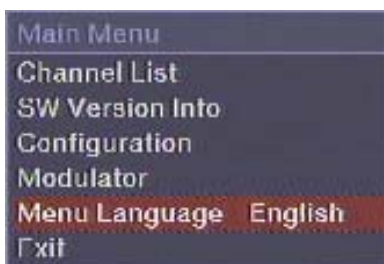 Main Menu
Channel List
SW Version Info
Configuration
Modulator
Menu Language English
Exit